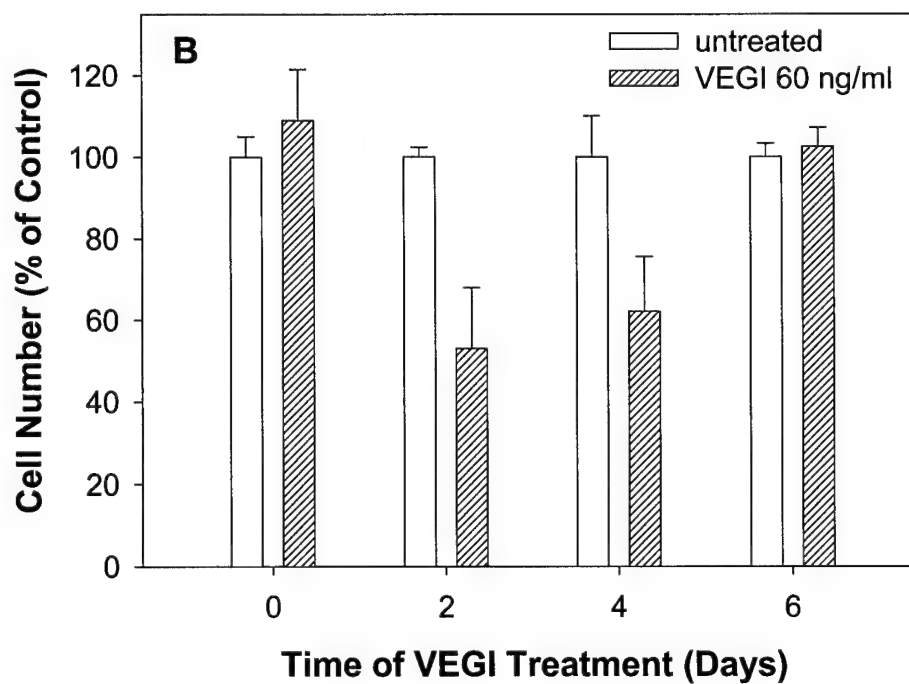 B
untreated
VEGI 60 ng/ml
Cell Number (% of Control)
120
100
80
60
40
20
0
0 2 4 6
Time of VEGI Treatment (Days)